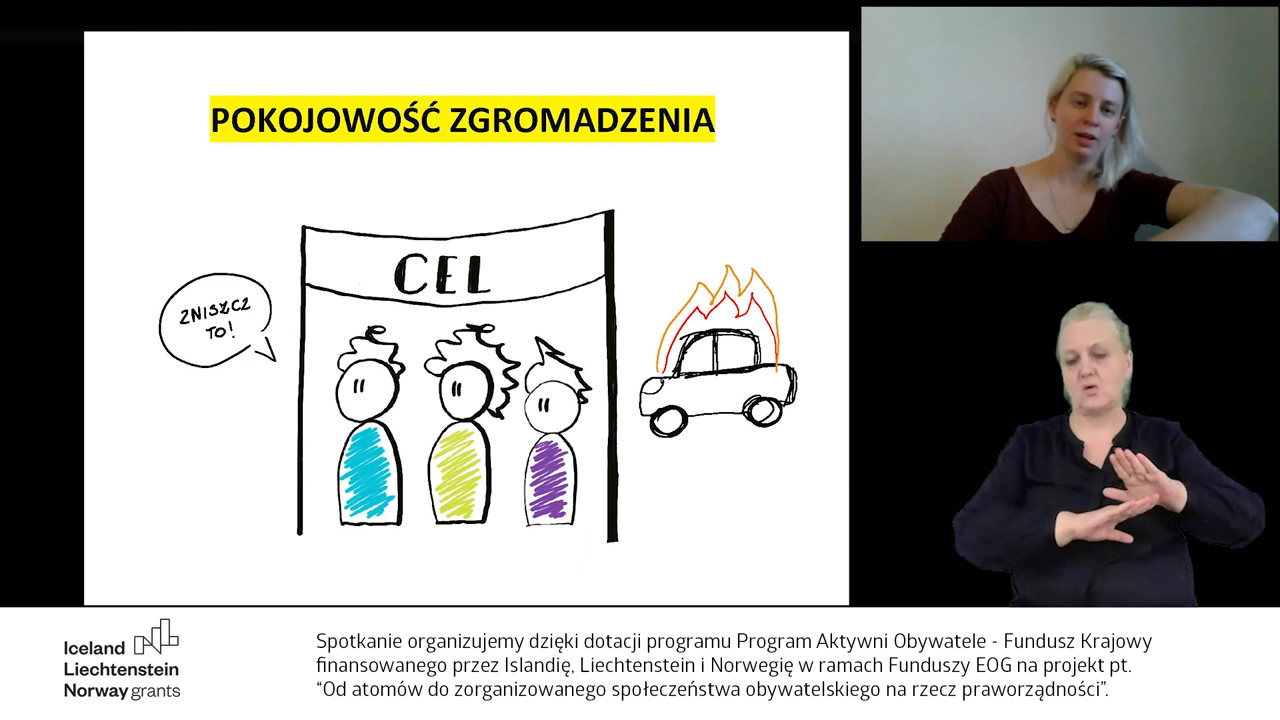 POKOJOWOŚĆ ZGROMADZENIA
CEL
ZNISZCZ
TO!
Iceland
Liechtenstein
Norway grants
Spotkanie organizujemy dzięki dotacji programu Program Aktywni Obywatele - Fundusz Krajowy
finansowanego przez Islandię, Liechtenstein i Norwegię w ramach Funduszy EOG na projekt pt.
“Od atomów do zorganizowanego społeczeństwa obywatelskiego na rzecz praworządności”.